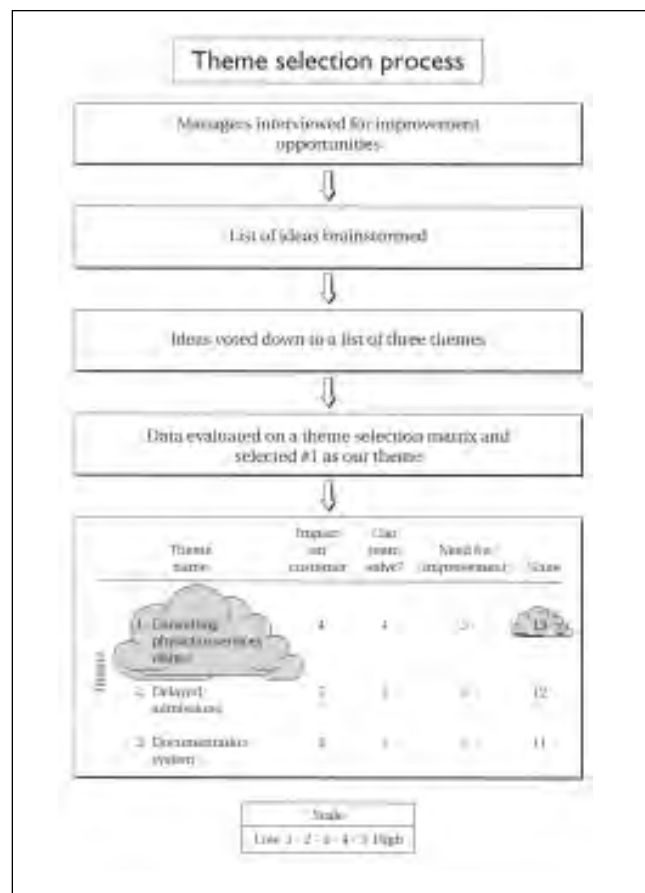 Theme selection process
Managers interviewed for improvement
opportunities
List of ideas brainstormed
Ideas voted down to a list of three themes
Data evaluated on a theme selection matrix and
selected #1 as our theme
Theme
name
Impact
on
customer
Can
team
solve?
Need for
improvement
Score
1. Consulting
physician services
4
4
13
Themes
2. Delayed
admissions
12
3. Documentation
system
11
Scale
Low 1 - 2 - 3 - 4 - 5 High